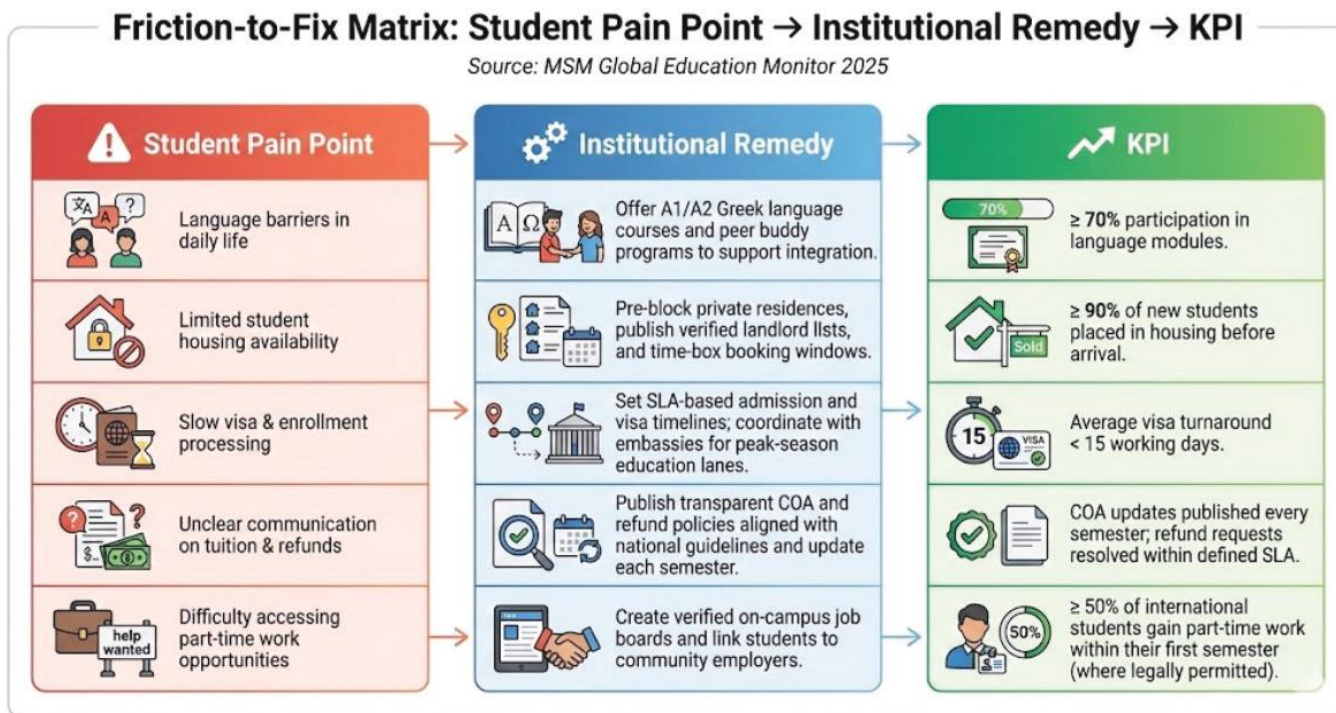 Friction-to-Fix Matrix: Student Pain Point → Institutional Remedy → KPI
Source: MSM Global Education Monitor 2025
Student Pain Point
Institutional Remedy
KPI
文A A ?
Language barriers in
daily life
A Ω
Offer A1/A2 Greek language
courses and peer buddy
programs to support integration.
70%
≥ 70% participation in
language modules.
Limited student
housing availability
Pre-block private residences,
publish verified landlord lists,
and time-box booking windows.
Sold
≥ 90% of new students
placed in housing before
arrival.
Slow visa & enrollment
processing
Set SLA-based admission and
visa timelines; coordinate with
embassies for peak-season
education lanes.
15
VISA
Average visa turnaround
< 15 working days.
? ?
$
Unclear communication
on tuition & refunds
Publish transparent COA and
refund policies aligned with
national guidelines and update
each semester.
COA updates published every
semester; refund requests
resolved within defined SLA.
help
wanted
Difficulty accessing
part-time work
opportunities
Create verified on-campus job
boards and link students to
community employers.
50%
≥ 50% of international
students gain part-time work
within their first semester
(where legally permitted).